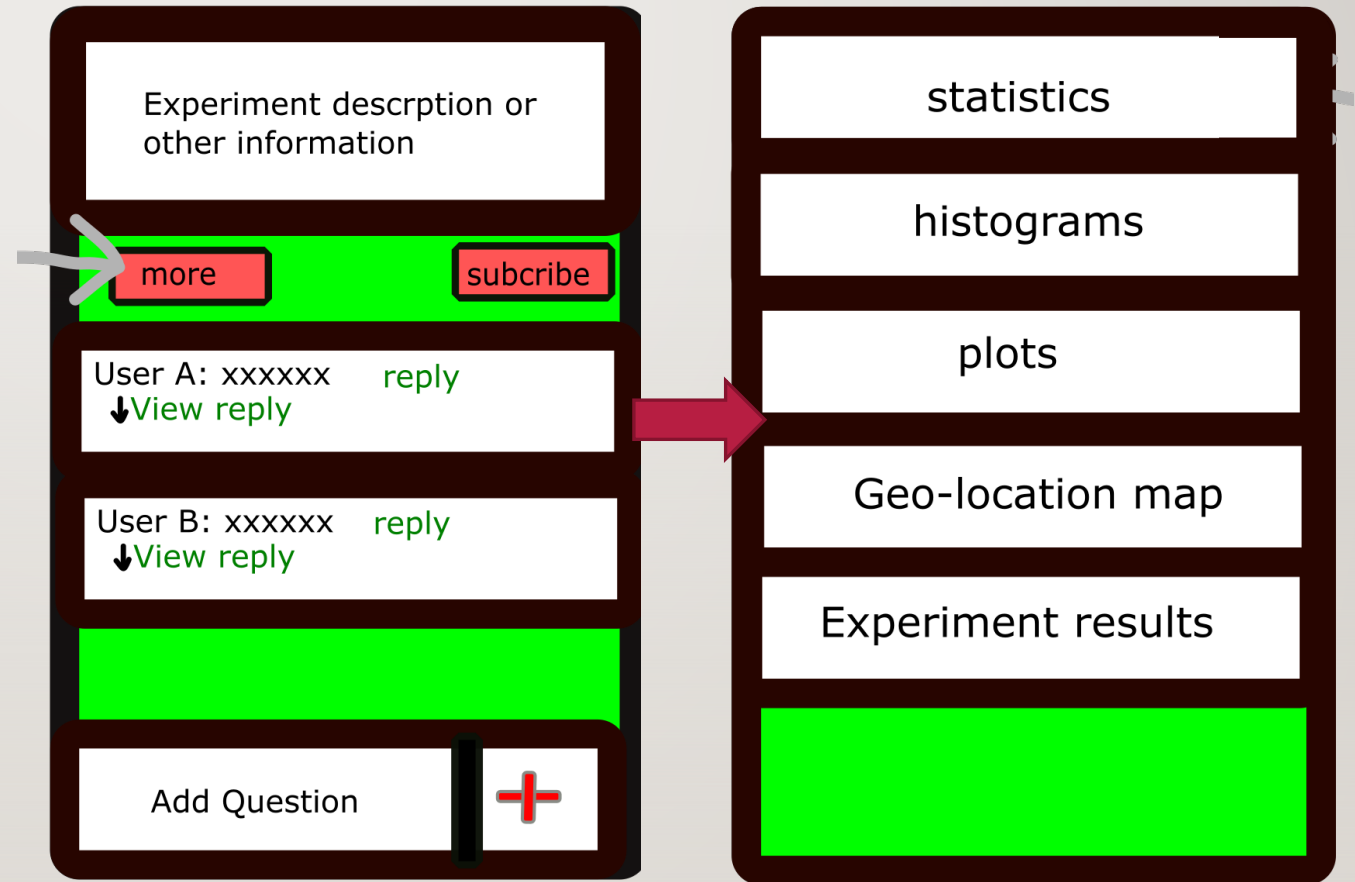 Experiment descrption or
other information
more
subcribe
User A: xxxxxx reply
View reply
User B: xxxxxx reply
View reply
Add Question
statistics
histograms
plots
Geo-location map
Experiment results